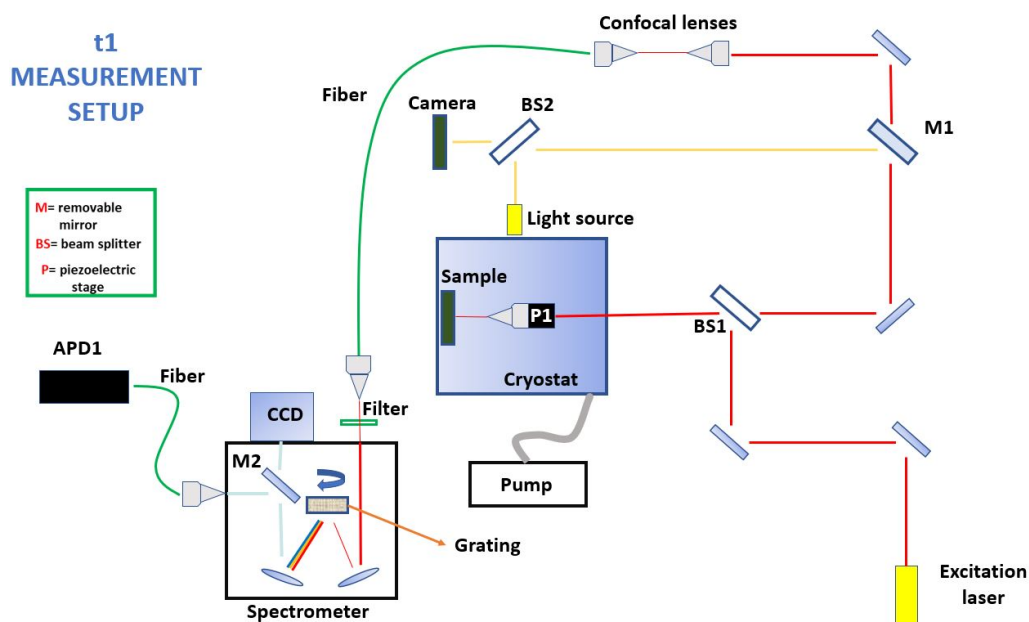 t1
MEASUREMENT
SETUP
Confocal lenses
Fiber
Camera
BS2
M1
M= removable
mirror
BS= beam splitter
P= piezoelectric
stage
Light source
Sample
P1
BS1
Cryostat
APD1
Fiber
CCD
Filter
M2
Pump
Grating
Spectrometer
Excitation
laser